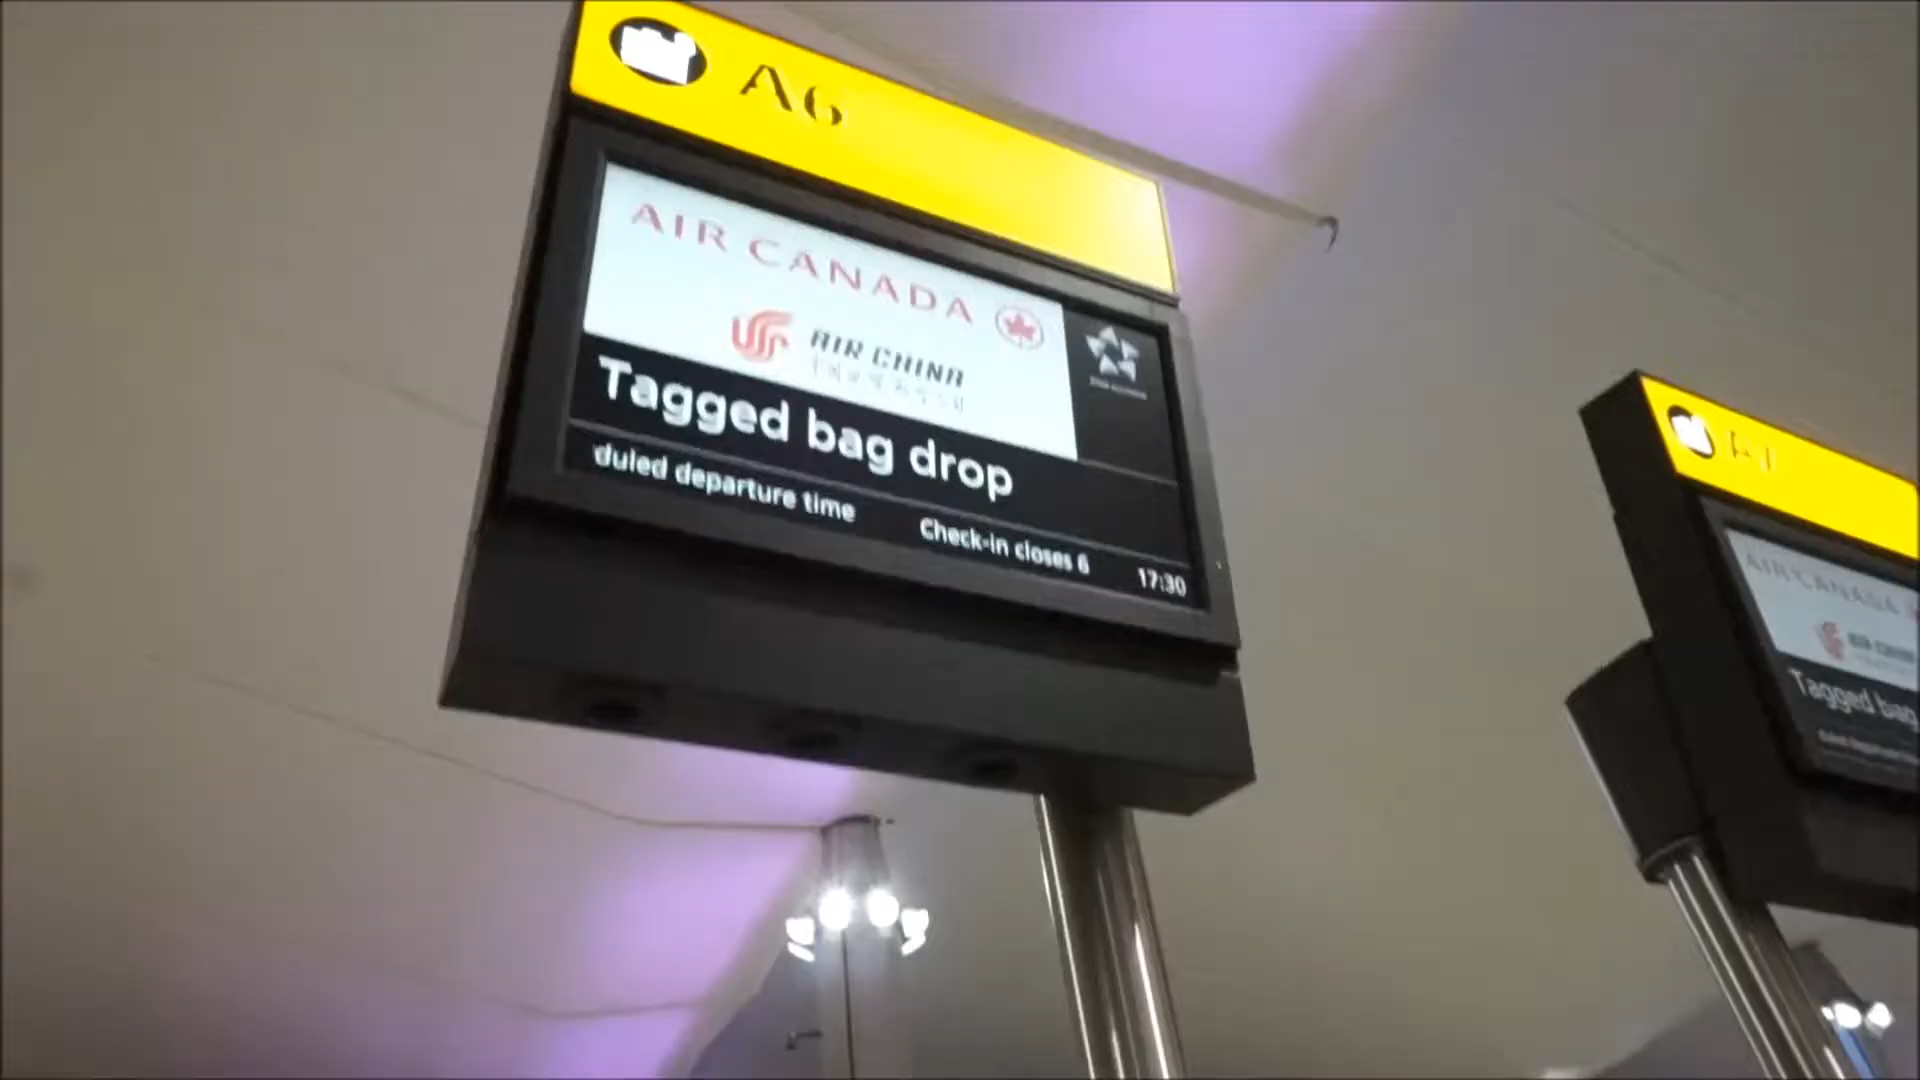 A6
AIR CANADA
AIR CHINA
Tagged bag drop
duled departure time
Check-in closes 6
17:30
AIR CANADA
AIR CHINA
Tagged bag